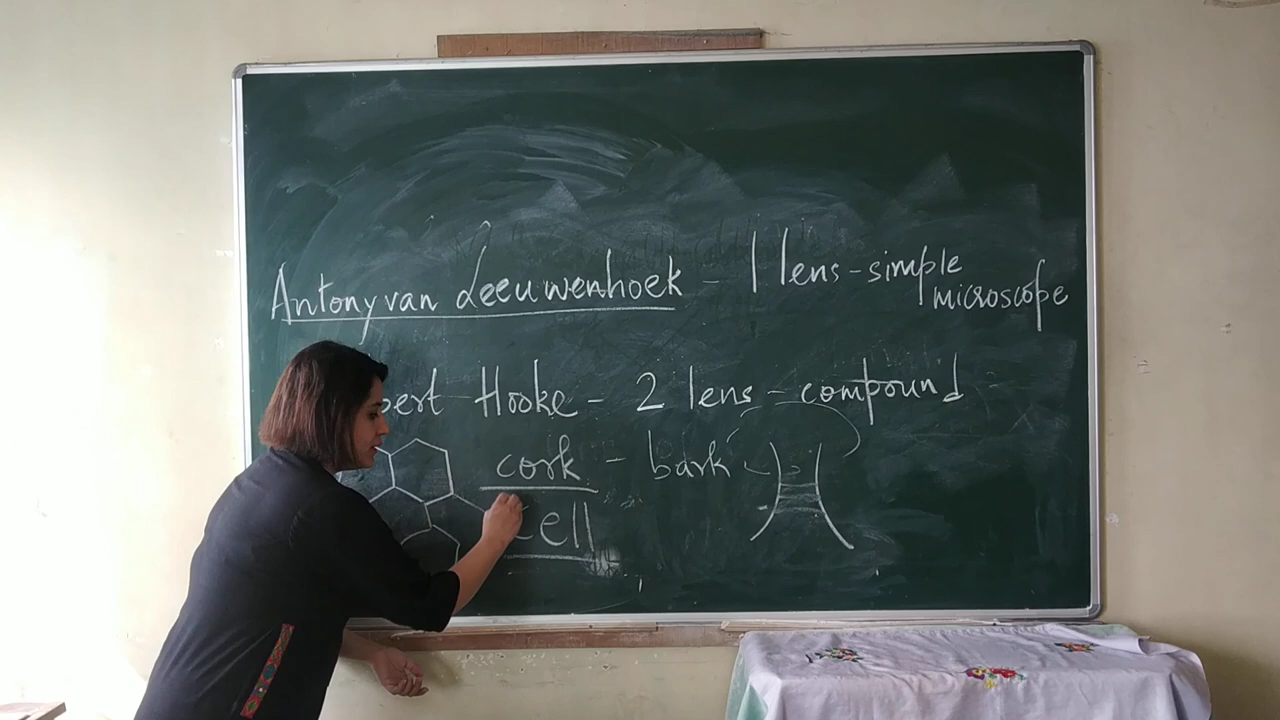 Antony van Leeuwenhoek - 1 lens - simple
microscope
bert Hooke - 2 lens - compound
cork - bark
cell